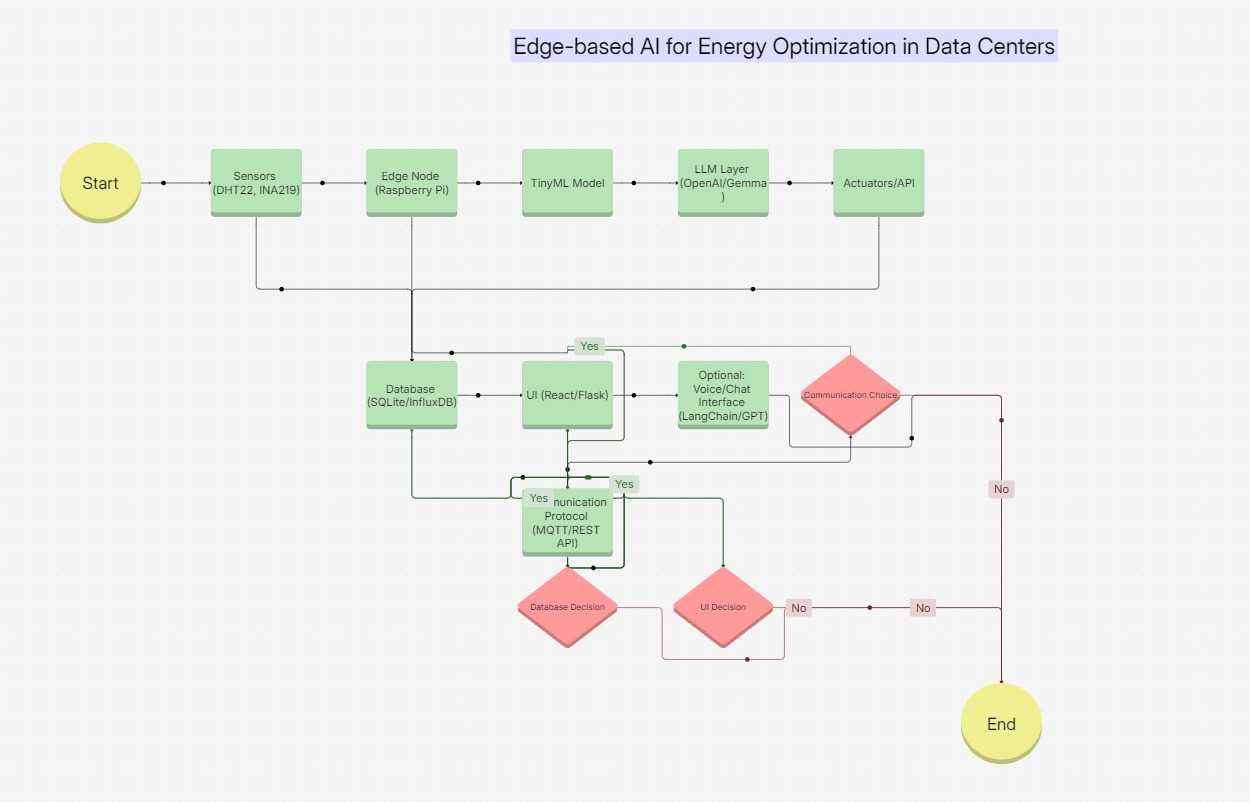 Edge-based AI for Energy Optimization in Data Centers
Start
Sensors
(DHT22, INA219)
Edge Node
(Raspberry Pi)
TinyML Model
LLM Layer
(OpenAI/Gemma
)
Actuators/API
Yes
Database
(SQLite/InfluxDB)
UI (React/Flask)
Optional:
Voice/Chat
Interface
(LangChain/GPT)
Communication Choice
Yes
No
Yes
munication
Protocol
(MQTT/REST
API)
Database Decision
UI Decision
No
No
End